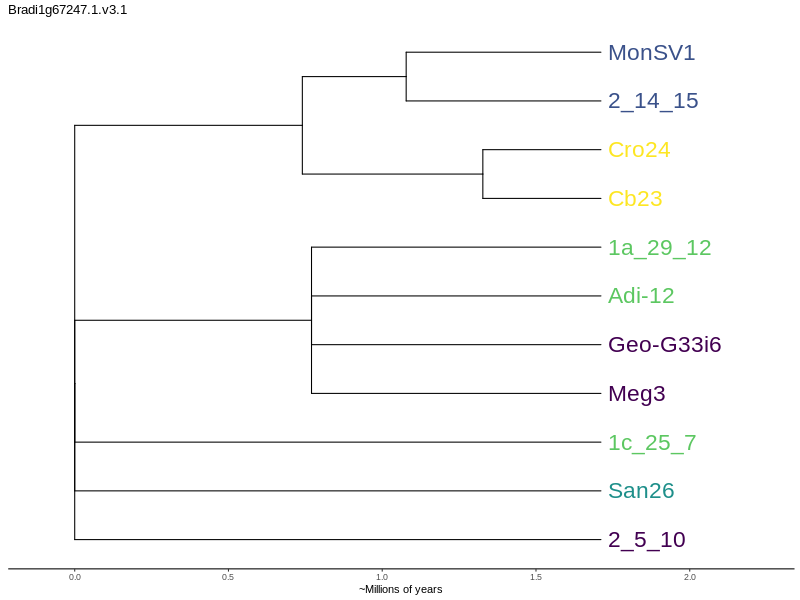 Bradi1g67247.1.v3.1
MonSV1
2_14_15
Cro24
Cb23
1a_29_12
Adi-12
Geo-G33i6
Meg3
1c_25_7
San26
2_5_10
0.0 0.5 1.0 1.5 2.0
~Millions of years